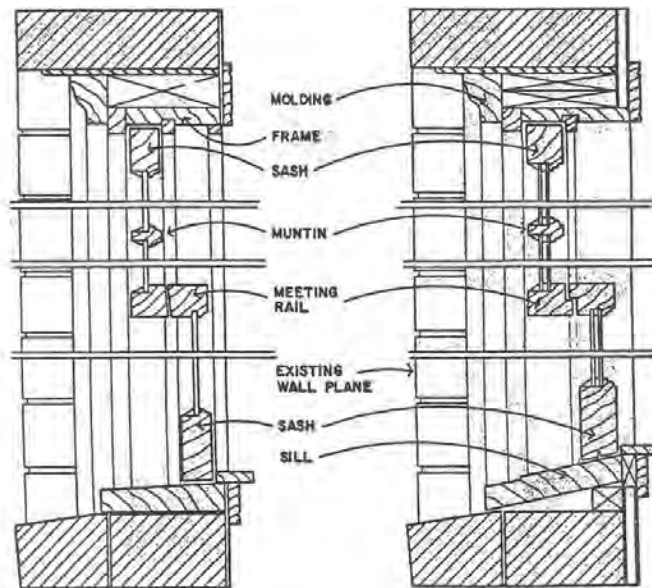 MOLDING
FRAME
SASH
MUNTIN
MEETING
RAIL
EXISTING
WALL PLANE
SASH
SILL